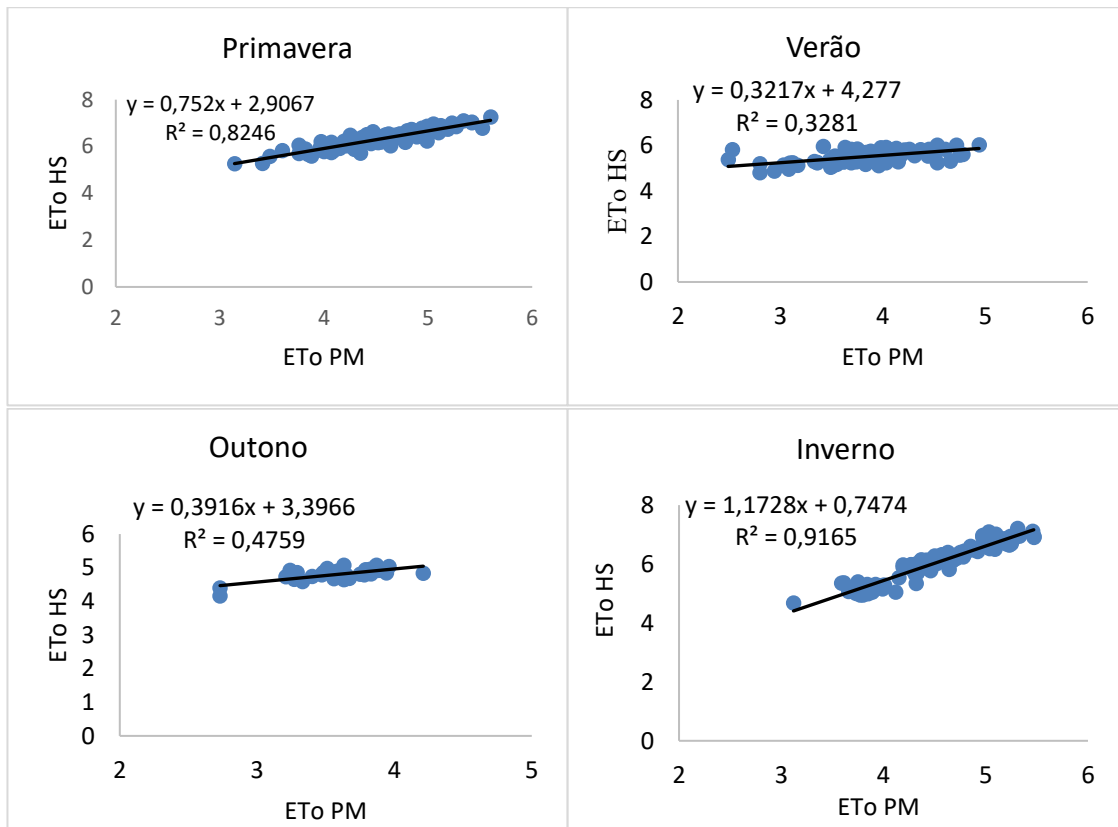 Primavera
y = 0,752x + 2,9067
R² = 0,8246
8
6
4
2
0
ETo HS
2 3 4 5 6
ETo PM
Verão
y = 0,3217x + 4,277
R² = 0,3281
8
6
4
2
0
ETo HS
2 3 4 5 6
ETo PM
Outono
y = 0,3916x + 3,3966
R² = 0,4759
6
5
4
3
2
1
0
ETo HS
2 3 4 5
ETo PM
Inverno
y = 1,1728x + 0,7474
R² = 0,9165
8
6
4
2
0
ETo HS
2 3 4 5 6
ETo PM